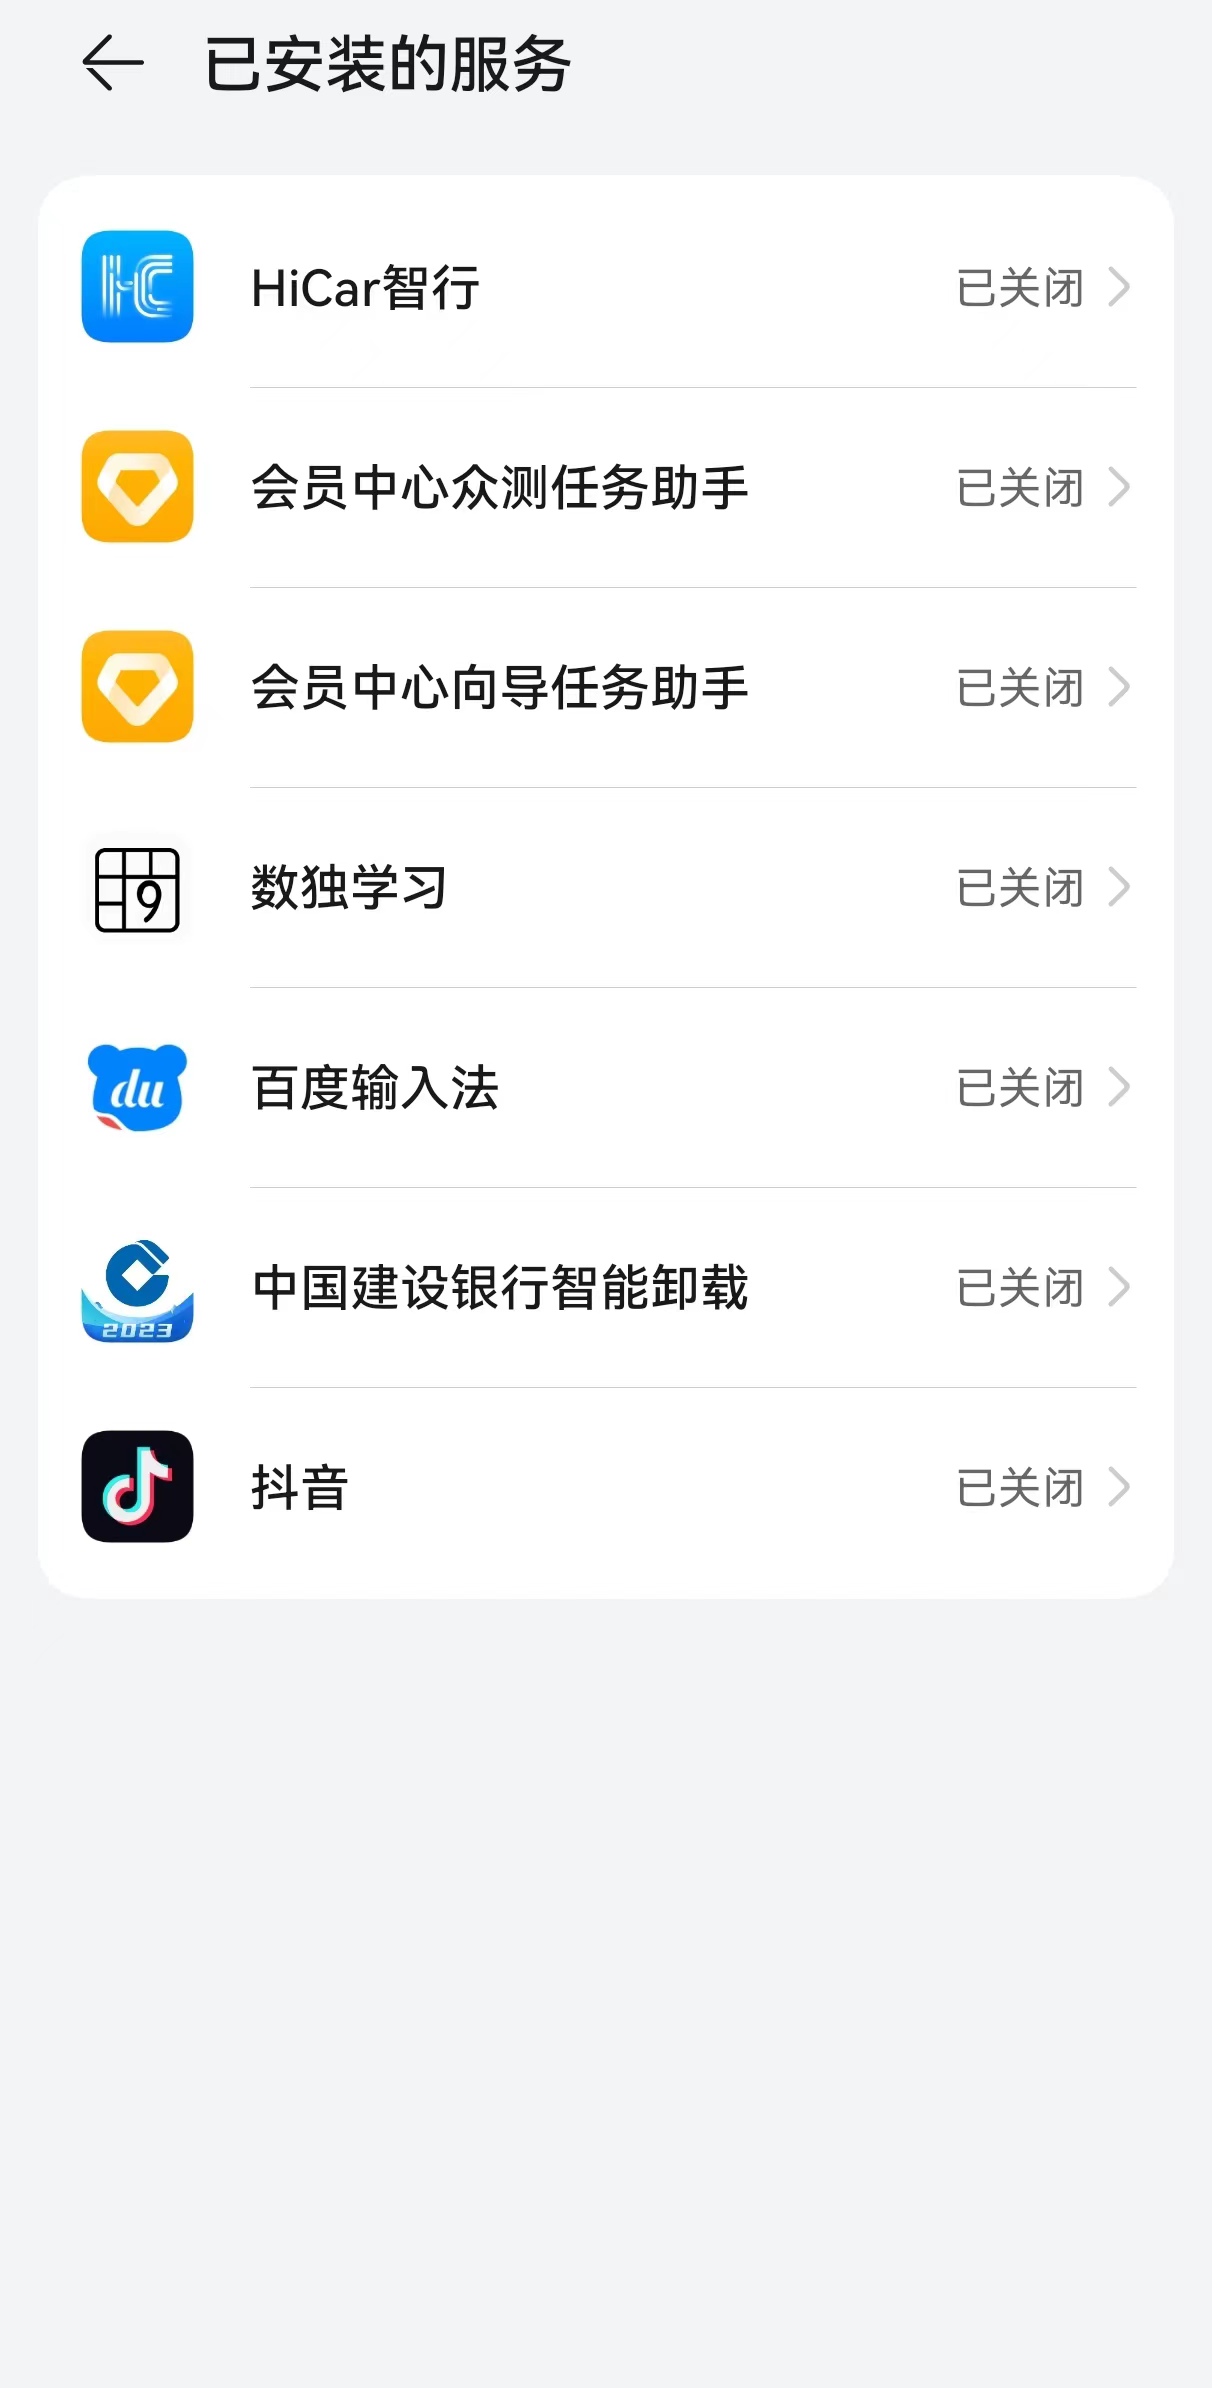 已安装的服务
HiCar智行
已关闭
会员中心众测任务助手
已关闭
会员中心向导任务助手
已关闭
9
数独学习
已关闭
du
百度输入法
已关闭
2023
中国建设银行智能卸载
已关闭
抖音
已关闭